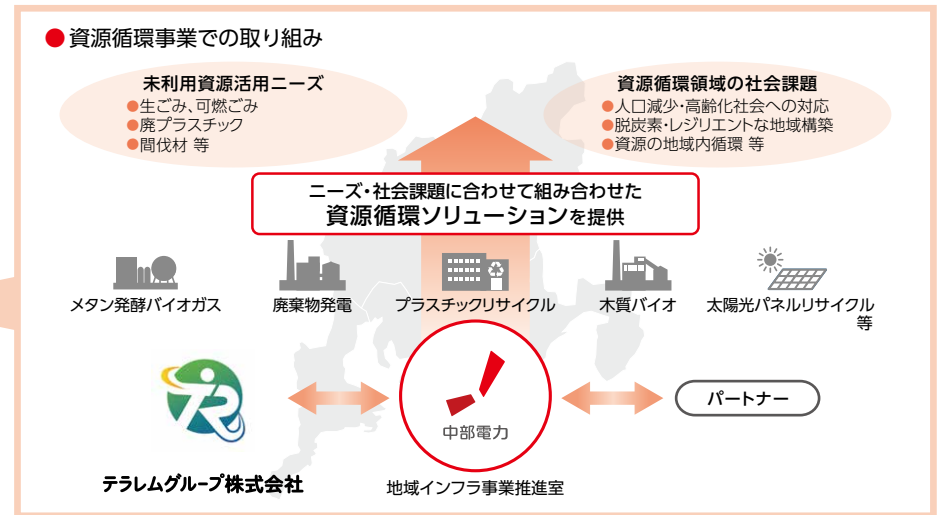 ●資源循環事業での取り組み
未利用資源活用ニーズ
●生ごみ、可燃ごみ
●廃プラスチック
●間伐材 等
資源循環領域の社会課題
●人口減少・高齢化社会への対応
●脱炭素・レジリエントな地域構築
●資源の地域内循環 等
ニーズ・社会課題に合わせて組み合わせた
資源循環ソリューションを提供
メタン発酵バイオガス
廃棄物発電
プラスチックリサイクル
木質バイオ
太陽光パネルリサイクル
等
中部電力
パートナー
テラレムグループ株式会社
地域インフラ事業推進室